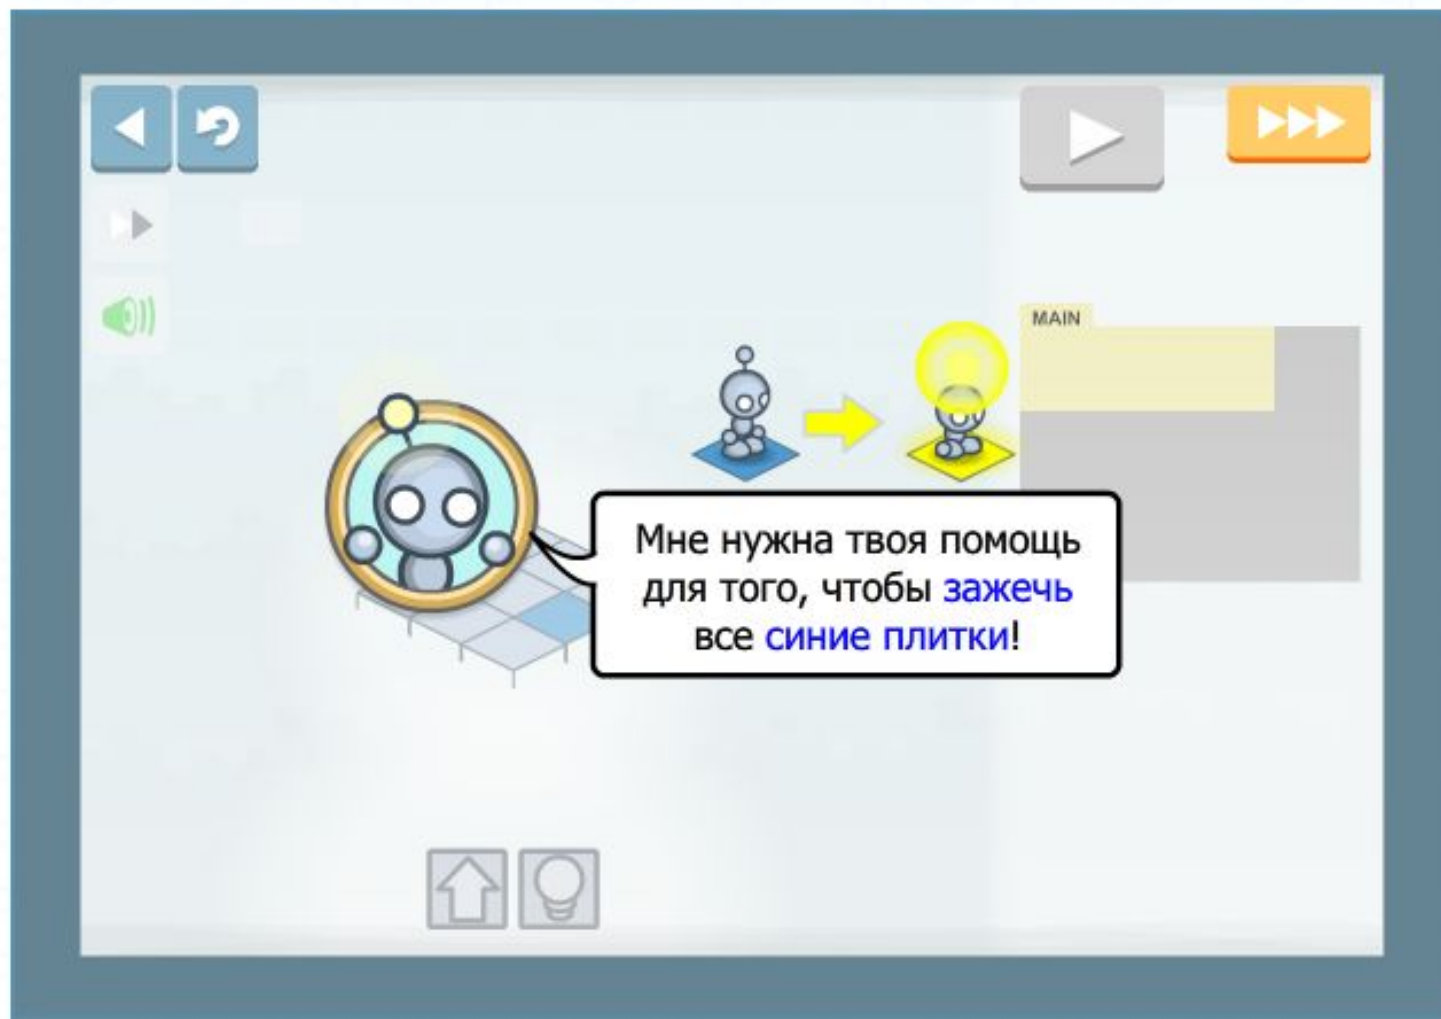 MAIN
Мне нужна твоя помощь
для того, чтобы зажечь
все синие плитки!